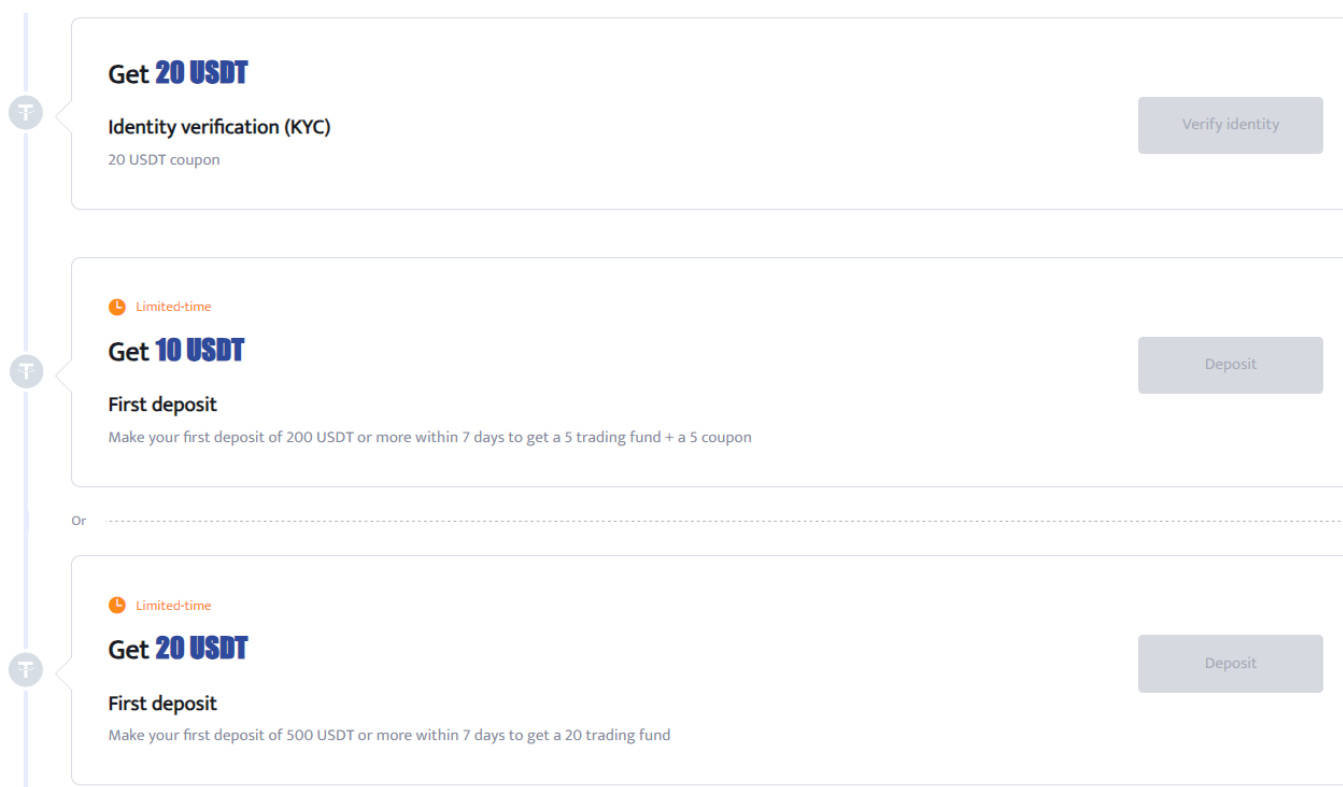 Get 20 USDT
Identity verification (KYC)
20 USDT coupon
Verify identity
Limited-time
Get 10 USDT
First deposit
Make your first deposit of 200 USDT or more within 7 days to get a 5 trading fund + a 5 coupon
Deposit
Or
Limited-time
Get 20 USDT
First deposit
Make your first deposit of 500 USDT or more within 7 days to get a 20 trading fund
Deposit